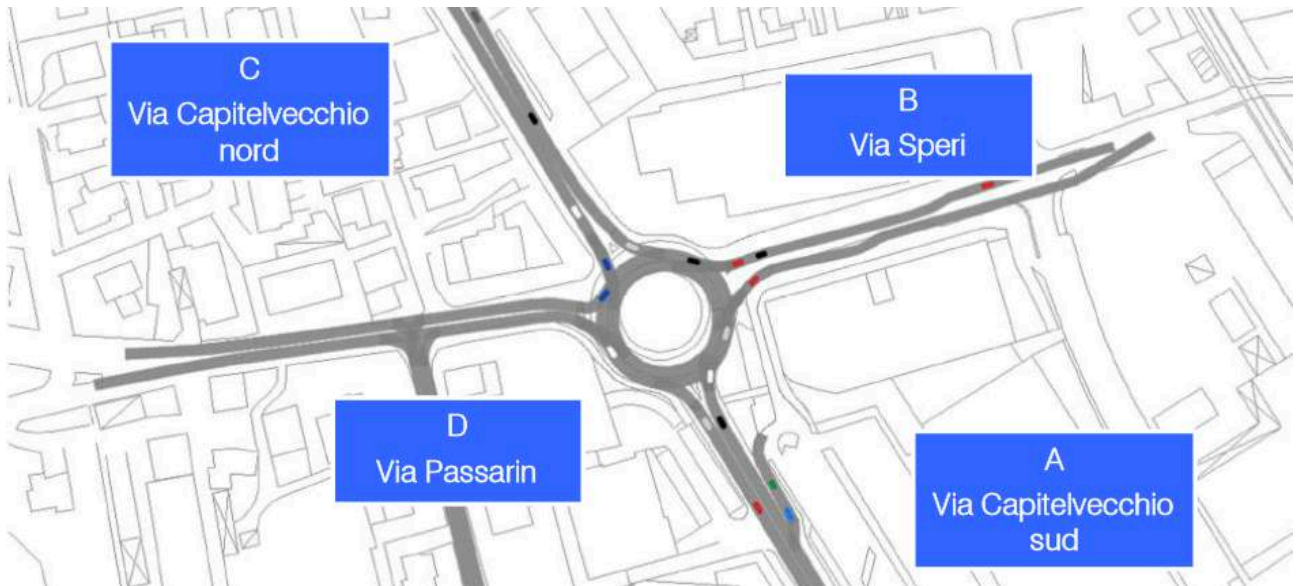 C
Via Capitelvecchio
nord
B
Via Speri
D
Via Passarin
A
Via Capitelvecchio
sud